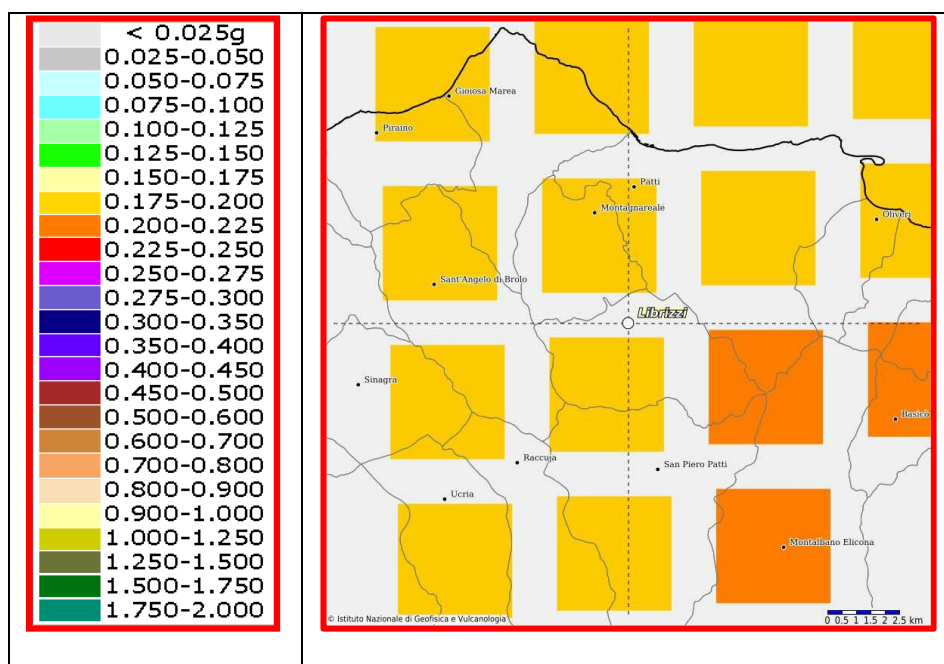 < 0.025g
0.025-0.050
0.050-0.075
0.075-0.100
0.100-0.125
0.125-0.150
0.150-0.175
0.175-0.200
0.200-0.225
0.225-0.250
0.250-0.275
0.275-0.300
0.300-0.350
0.350-0.400
0.400-0.450
0.450-0.500
0.500-0.600
0.600-0.700
0.700-0.800
0.800-0.900
0.900-1.000
1.000-1.250
1.250-1.500
1.500-1.750
1.750-2.000
Gioiosa Marea
Piraino
Patti
Montagnareale
Oliveri
Sant'Angelo di Brolo
Librizzi
Sinagra
Basicò
Raccuja
San Piero Patti
Ucria
Montalbano Elicona
© Istituto Nazionale di Geofisica e Vulcanologia
0 0.5 1 1.5 2 2.5 km